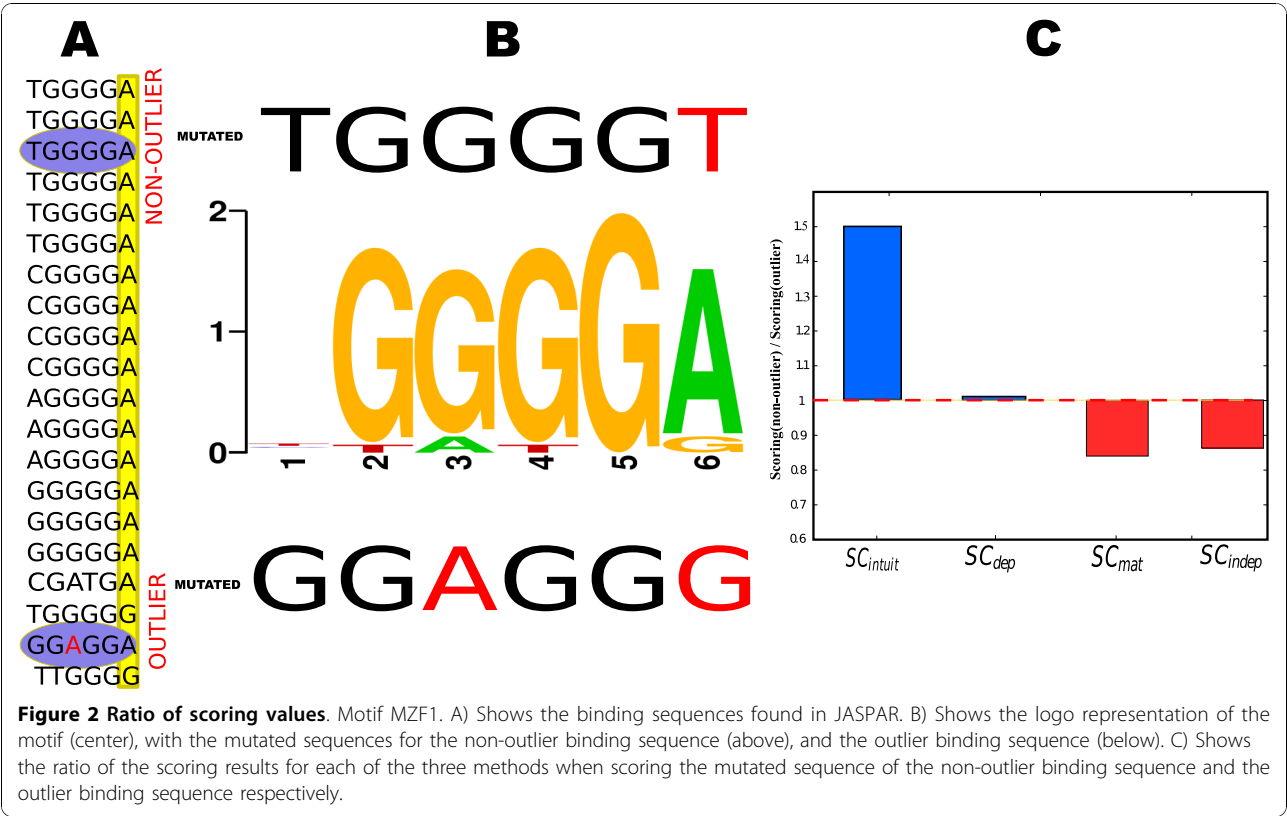 A
B
C
TGGGGA
TGGGGA
TGGGGA
TGGGGA
TGGGGA
TGGGGA
CGGGGA
CGGGGA
CGGGGA
CGGGGA
AGGGGA
AGGGGA
AGGGGA
GGGGGA
GGGGGA
GGGGGA
CGATGA
TGGGGG
GGAGGA
TTGGGG
NON-OUTLIER
OUTLIER
MUTATED
TGGGGT
2
1
0
G G G G A
A G
T T
1 2 3 4 5 6
MUTATED
GGAGGG
Scoring(non-outlier) / Scoring(outlier)
1.5
1.4
1.3
1.2
1.1
1
0.9
0.8
0.7
0.6
SCintuit SCdep SCmat SCindep
Figure 2 Ratio of scoring values. Motif MZF1. A) Shows the binding sequences found in JASPAR. B) Shows the logo representation of the
motif (center), with the mutated sequences for the non-outlier binding sequence (above), and the outlier binding sequence (below). C) Shows
the ratio of the scoring results for each of the three methods when scoring the mutated sequence of the non-outlier binding sequence and the
outlier binding sequence respectively.